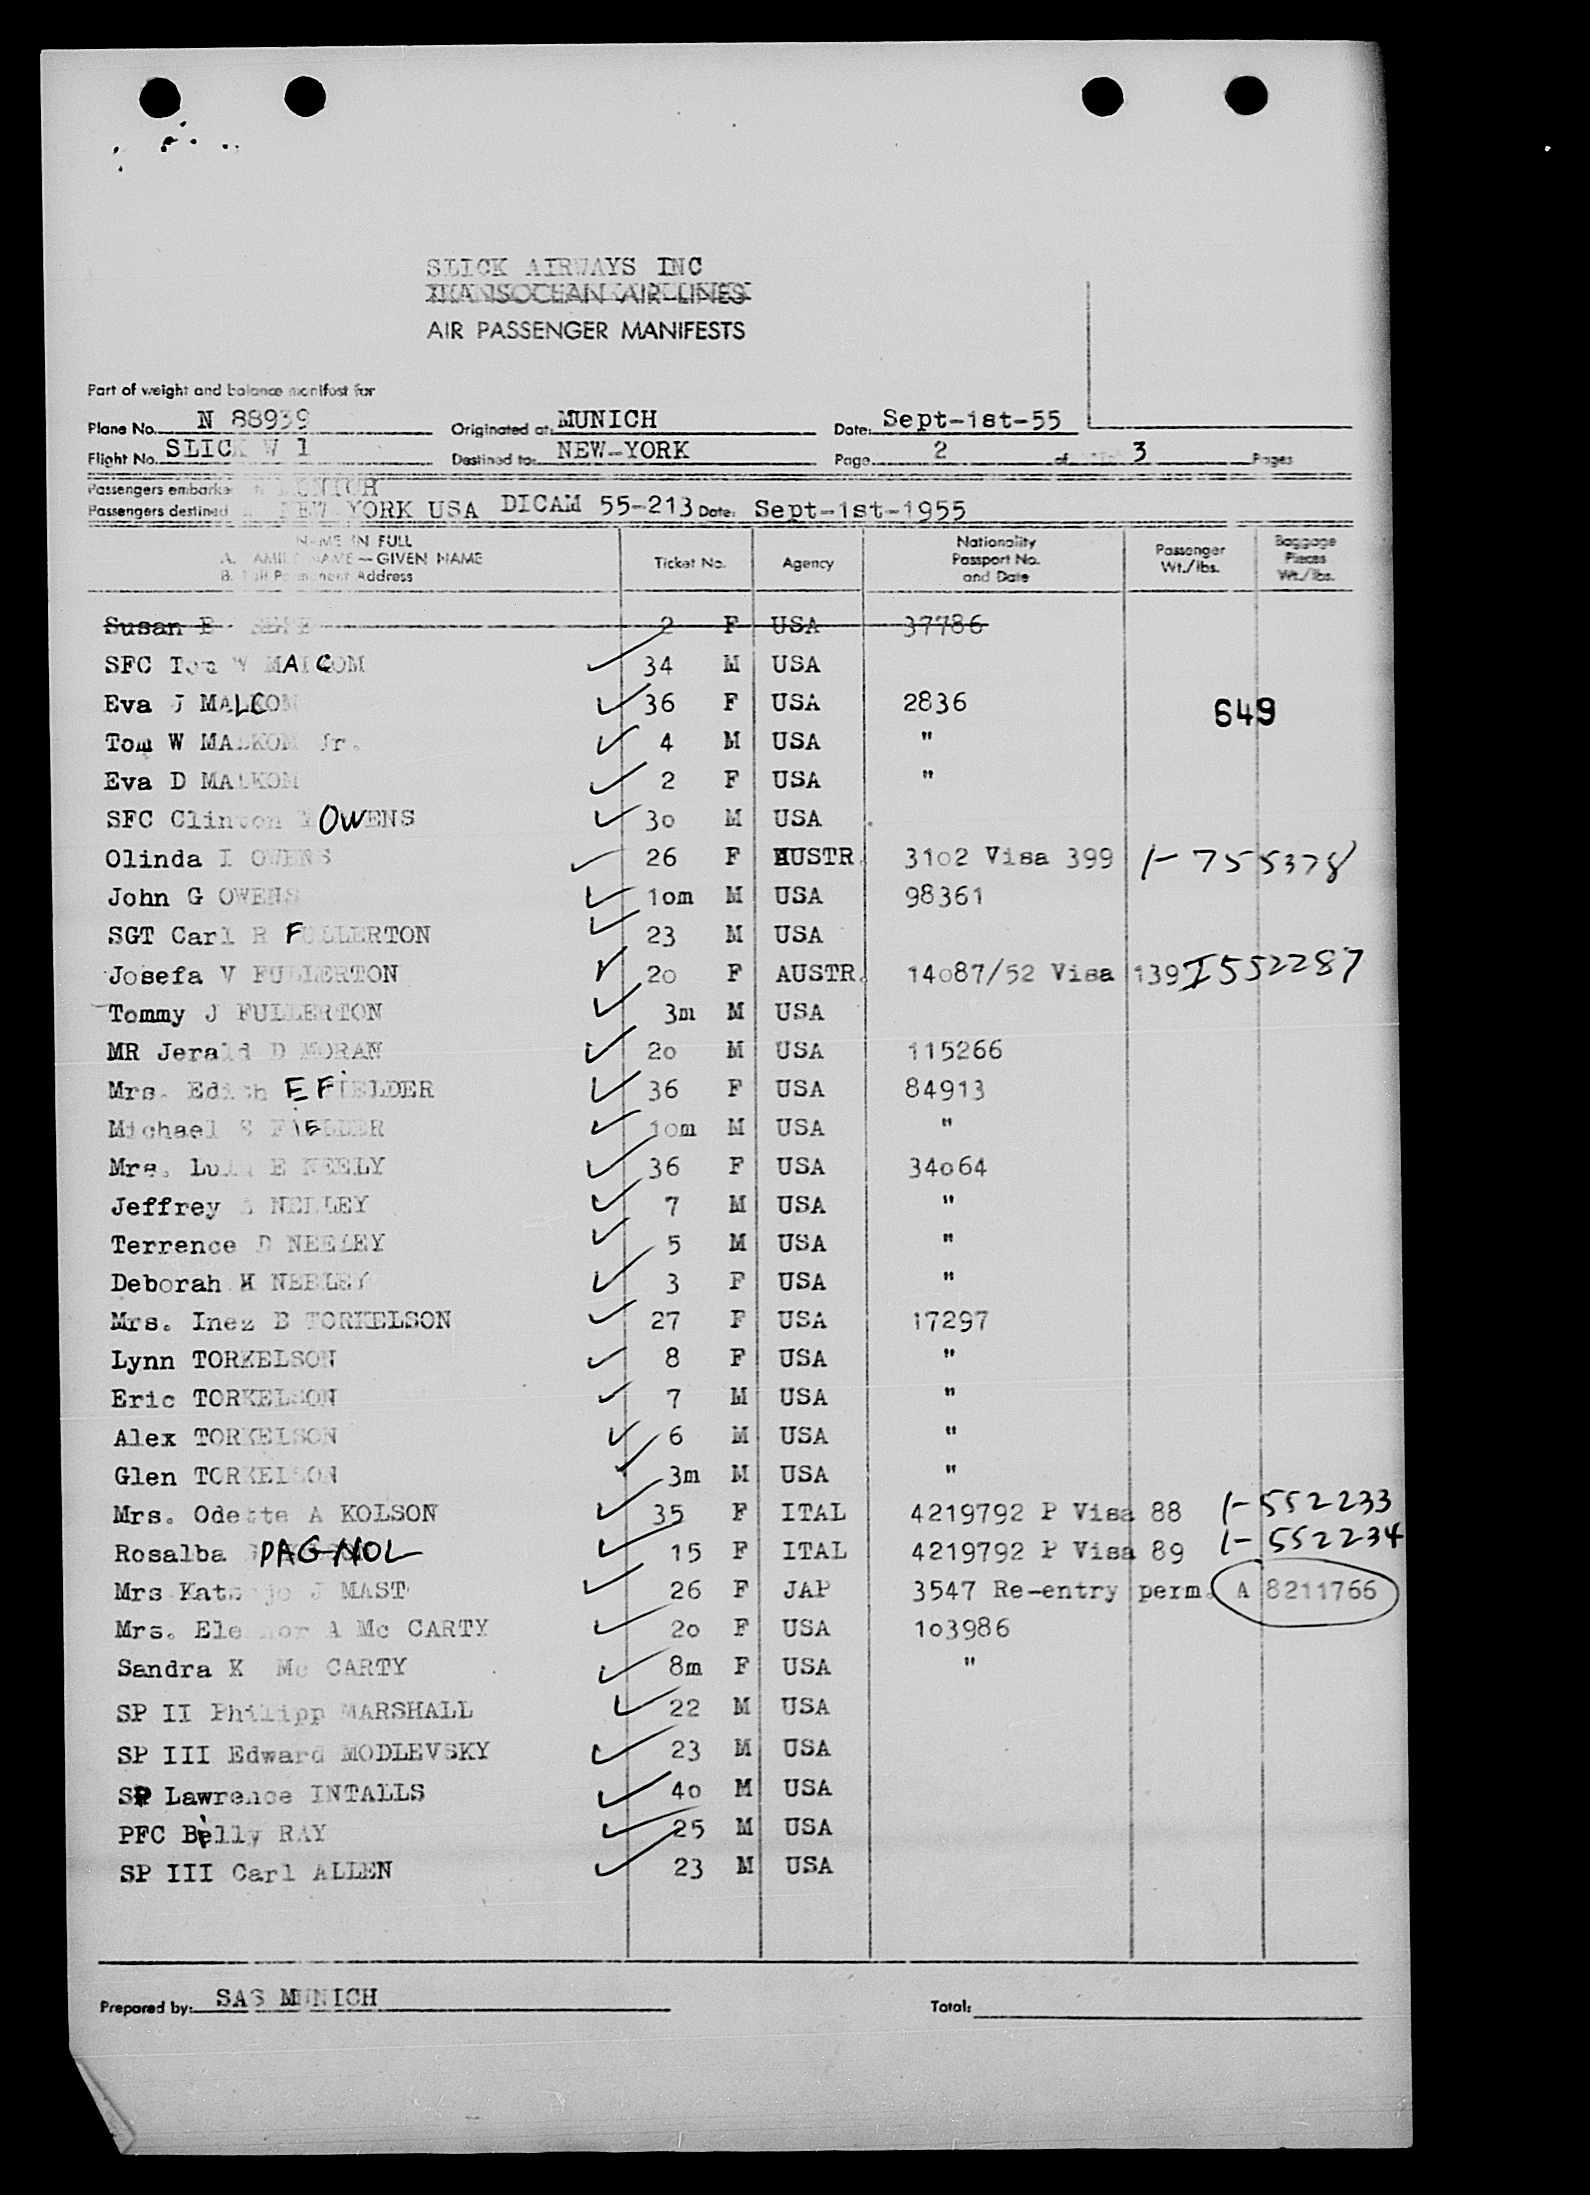 SLICK AIRWAYS INC
TRANSOCEAN AIR LINES
AIR PASSENGER MANIFESTS
Part of weight and balance manifest for
Plane No. N 88939 Originated at: MUNICH Date: Sept-1st-55
Flight No. SLICK W 1 Destined to: NEW-YORK Page 2 of 3 Pages
Passengers embarked MUNICH
Passengers destined NEW YORK USA DICAM 55-213 Date: Sept-1st-1955
NAME IN FULL
A. FAMILY NAME — GIVEN NAME
B. Full Permanent Address
Ticket No. Agency Nationality Passport No. and Date Passenger Wt./lbs. Baggage Pieces Wt./lbs.
Susan B 2 F USA 37786
SFC Tom W MALCOM 34 M USA
Eva J MALCOM 36 F USA 2836
649
Tom W MALKOM Jr. 4 M USA "
Eva D MALKOM 2 F USA "
SFC Clinton OWENS 30 M USA
Olinda I OWENS 26 F AUSTR. 3102 Visa 399 1-755378
John G OWENS 10m M USA 98361
SGT Carl R FULLERTON 23 M USA
Josefa V FULLERTON 20 F AUSTR. 14087/52 Visa 139 I552287
Tommy J FULLERTON 3m M USA
MR Jerald D MORAN 20 M USA 115266
Mrs. Edith E FIELDER 36 F USA 84913
Michael S FIELDER 10m M USA "
Mrs. Lula E NEELY 36 F USA 34064
Jeffrey NEELEY 7 M USA "
Terrence D NEELEY 5 M USA "
Deborah M NEELEY 3 F USA "
Mrs. Inez E TORKELSON 27 F USA 17297
Lynn TORKELSON 8 F USA "
Eric TORKELSON 7 M USA "
Alex TORKELSON 6 M USA "
Glen TORKELSON 3m M USA "
Mrs. Odette A KOLSON 35 F ITAL 4219792 P Visa 88 1-552233
Rosalba PAGNOL 15 F ITAL 4219792 P Visa 89 1-552234
Mrs Kat J MAST 26 F JAP 3547 Re-entry perm. A 8211766
Mrs. Eleanor A Mc CARTY 20 F USA 103986
Sandra K Mc CARTY 8m F USA "
SP II Philipp MARSHALL 22 M USA
SP III Edward MODLEVSKY 23 M USA
SP Lawrence INTALLS 40 M USA
PFC Billy RAY 25 M USA
SP III Carl ALLEN 23 M USA
Prepared by: SAS MUNICH Total: